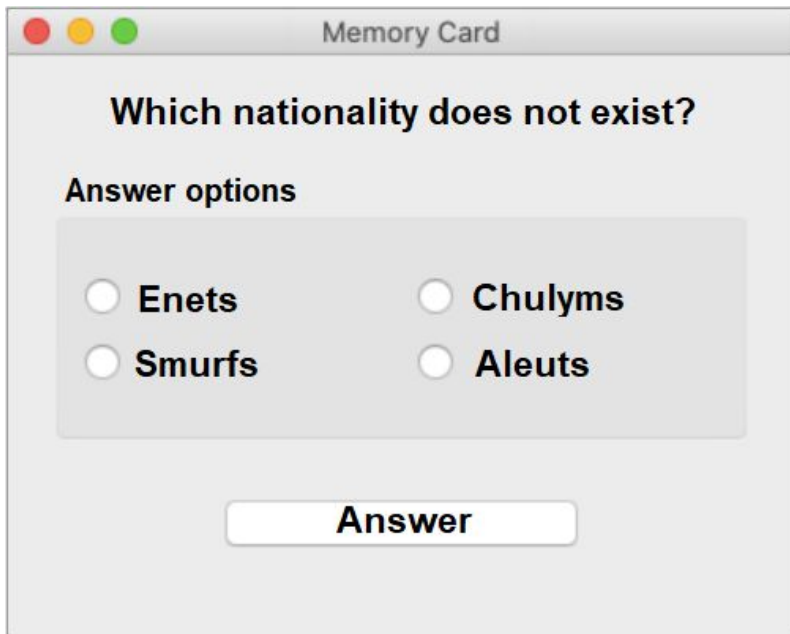 Memory Card
Which nationality does not exist?
Answer options
Enets Chulyms
Smurfs Aleuts
Answer